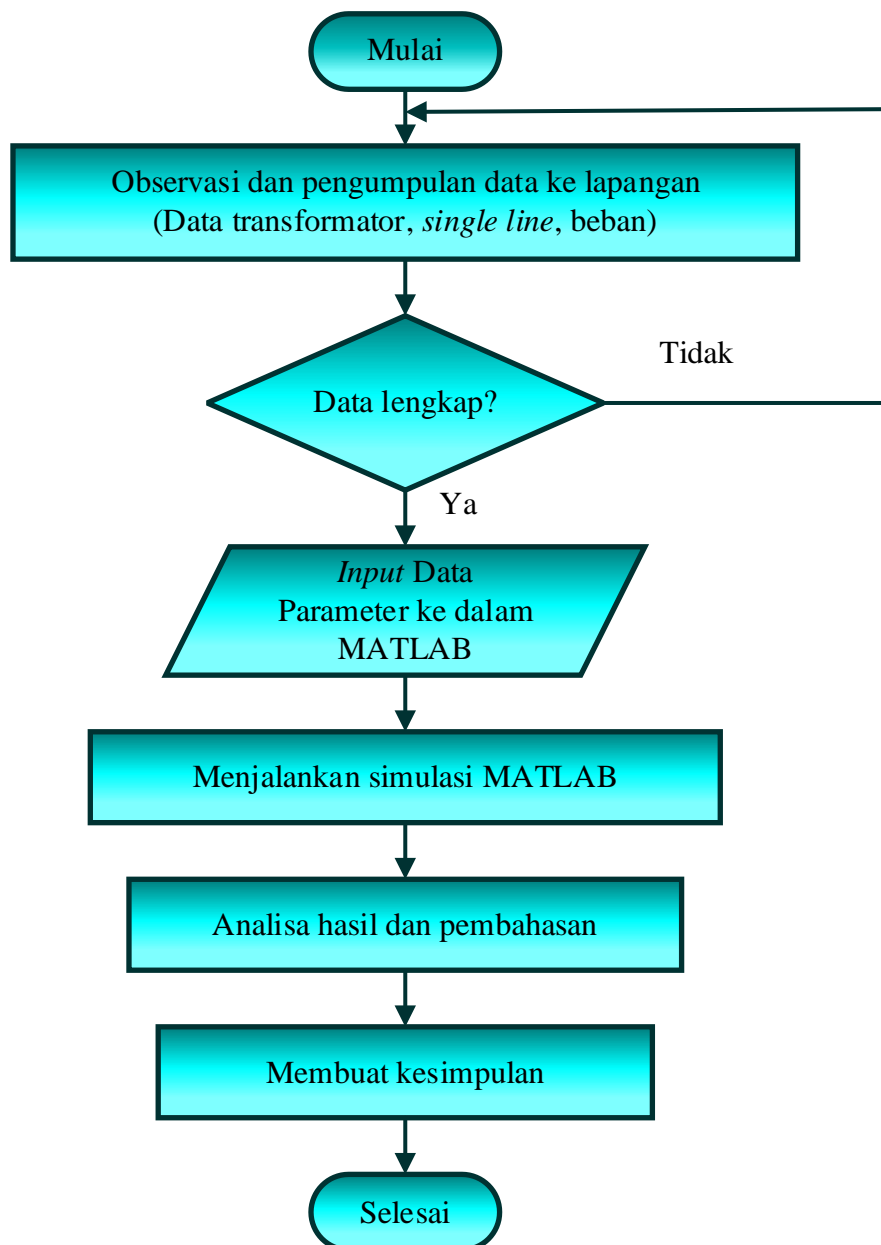 Mulai
Observasi dan pengumpulan data ke lapangan
(Data transformator, single line, beban)
Tidak
Data lengkap?
Ya
Input Data
Parameter ke dalam
MATLAB
Menjalankan simulasi MATLAB
Analisa hasil dan pembahasan
Membuat kesimpulan
Selesai